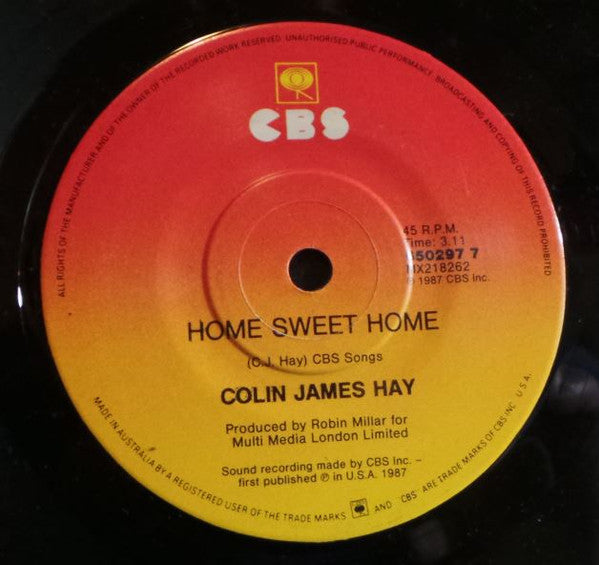 ALL RIGHTS OF THE MANUFACTURER AND OF THE OWNER OF THE RECORDED WORK RESERVED. UNAUTHORISED PUBLIC PERFORMANCE, BROADCASTING AND COPYING OF THIS RECORD PROHIBITED
CBS
45 R.P.M.
Time: 3.11
650297 7
MX218262
℗ 1987 CBS Inc.
HOME SWEET HOME
(C.J. Hay) CBS Songs
COLIN JAMES HAY
Produced by Robin Millar for
Multi Media London Limited
Sound recording made by CBS Inc. –
first published ℗ in U.S.A. 1987
MADE IN AUSTRALIA BY A REGISTERED USER OF THE TRADE MARKS AND "CBS" ARE TRADE MARKS OF CBS INC. U.S.A.